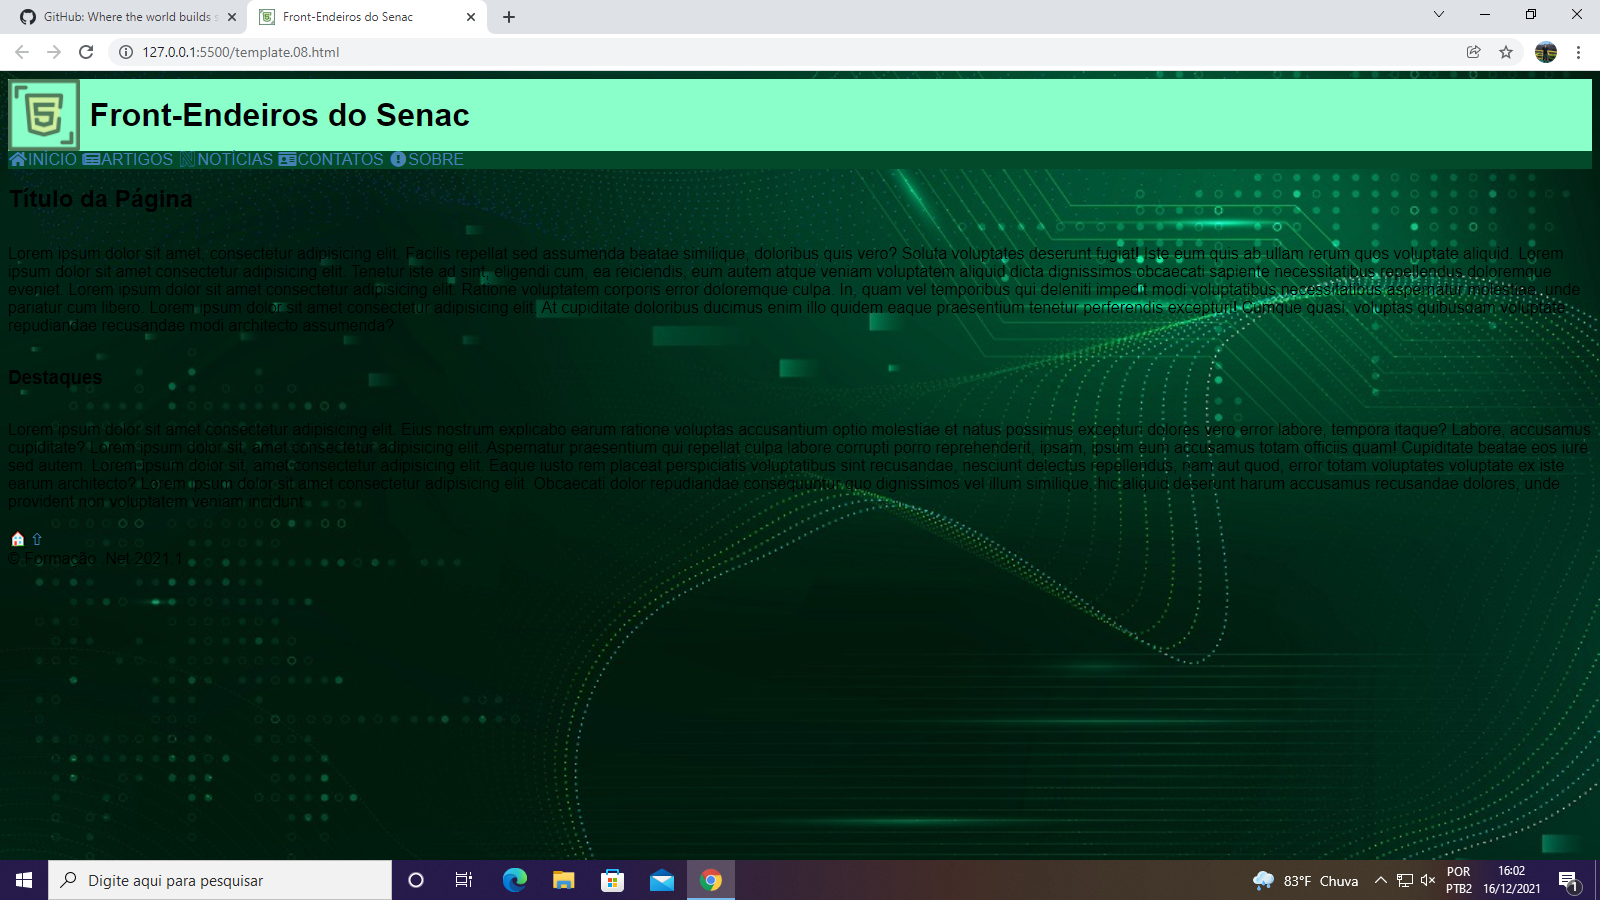 GitHub: Where the world builds s
Front-Endeiros do Senac
127.0.0.1:5500/template.08.html
Front-Endeiros do Senac
INÍCIO ARTIGOS NOTÍCIAS CONTATOS SOBRE
Título da Página
Lorem ipsum dolor sit amet, consectetur adipisicing elit. Facilis repellat sed assumenda beatae similique, doloribus quis vero? Soluta voluptates deserunt fugiat! Iste eum quis ab ullam rerum quos voluptate aliquid. Lorem
ipsum dolor sit amet consectetur adipisicing elit. Tenetur iste ad sint, eligendi cum, ea reiciendis, eum autem atque veniam voluptatem aliquid dicta dignissimos obcaecati sapiente necessitatibus repellendus doloremque
eveniet. Lorem ipsum dolor sit amet consectetur adipisicing elit. Ratione voluptatem corporis error doloremque culpa. In, quam vel temporibus qui deleniti impedit modi voluptatibus necessitatibus aspernatur molestiae, unde
pariatur cum libero. Lorem ipsum dolor sit amet consectetur adipisicing elit. At cupiditate doloribus ducimus enim illo quidem eaque praesentium tenetur perferendis excepturi! Cumque quasi, voluptas quibusdam voluptate
repudiandae recusandae modi architecto assumenda?
Destaques
Lorem ipsum dolor sit amet consectetur adipisicing elit. Eius nostrum explicabo earum ratione voluptas accusantium optio molestiae et natus possimus excepturi dolores vero error labore, tempora itaque? Labore, accusamus
cupiditate? Lorem ipsum dolor sit, amet consectetur adipisicing elit. Aspernatur praesentium qui repellat culpa labore corrupti porro reprehenderit, ipsam, ipsum eum accusamus totam officiis quam! Cupiditate beatae eos iure
sed autem. Lorem ipsum dolor sit, amet consectetur adipisicing elit. Eaque iusto rem placeat perspiciatis voluptatibus sint recusandae, nesciunt delectus repellendus, nam aut quod, error totam voluptates voluptate ex iste
earum architecto? Lorem ipsum dolor sit amet consectetur adipisicing elit. Obcaecati dolor repudiandae consequuntur quo dignissimos vel illum similique, hic aliquid deserunt harum accusamus recusandae dolores, unde
provident non voluptatem veniam incidunt.
© Formação .Net 2021.1
Digite aqui para pesquisar
83°F Chuva
POR
PTB2
16:02
16/12/2021
1